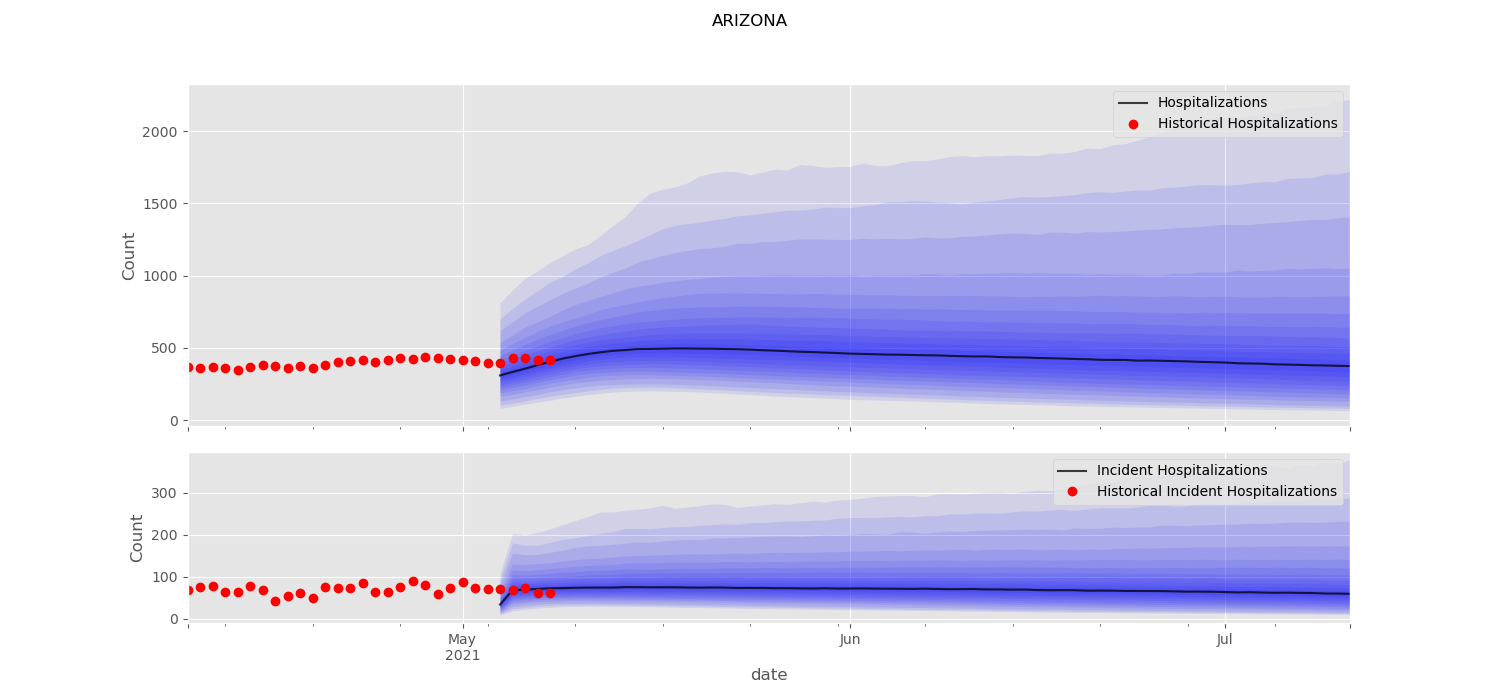 ARIZONA
Hospitalizations
Historical Hospitalizations
Count
2000
1500
1000
500
0
Incident Hospitalizations
Historical Incident Hospitalizations
Count
300
200
100
0
May
2021
Jun
Jul
date